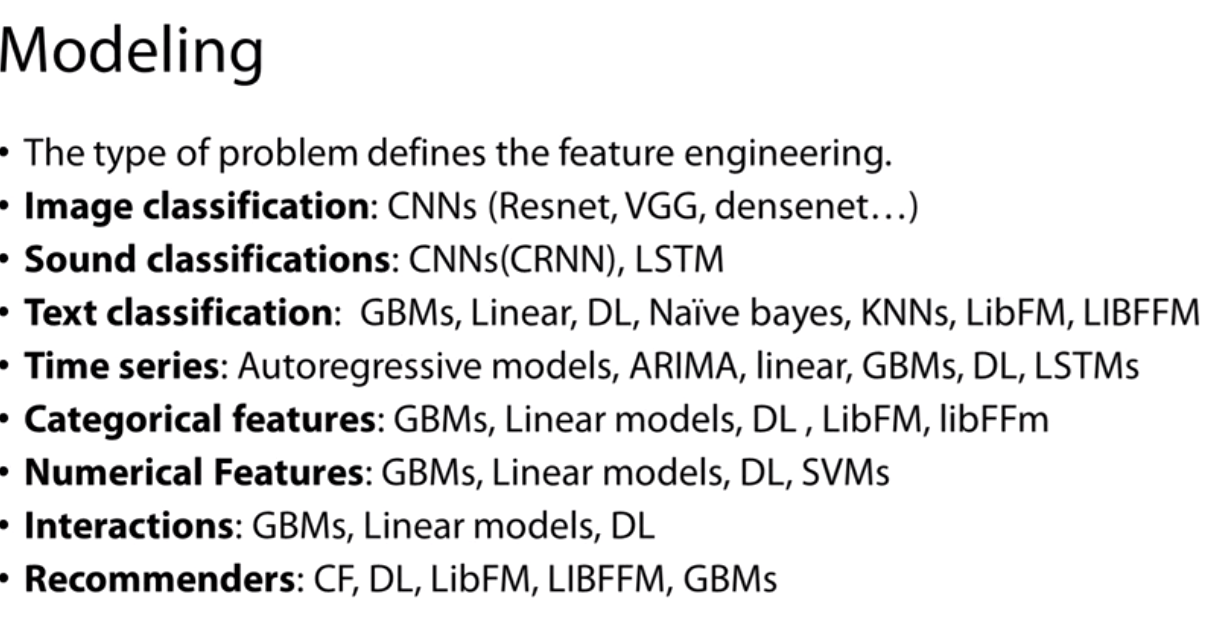 Modeling
• The type of problem defines the feature engineering.
• Image classification: CNNs (Resnet, VGG, densenet…)
• Sound classifications: CNNs(CRNN), LSTM
• Text classification:  GBMs, Linear, DL, Naïve bayes, KNNs, LibFM, LIBFFM
• Time series: Autoregressive models, ARIMA, linear, GBMs, DL, LSTMs
• Categorical features: GBMs, Linear models, DL , LibFM, libFFm
• Numerical Features: GBMs, Linear models, DL, SVMs
• Interactions: GBMs, Linear models, DL
• Recommenders: CF, DL, LibFM, LIBFFM, GBMs